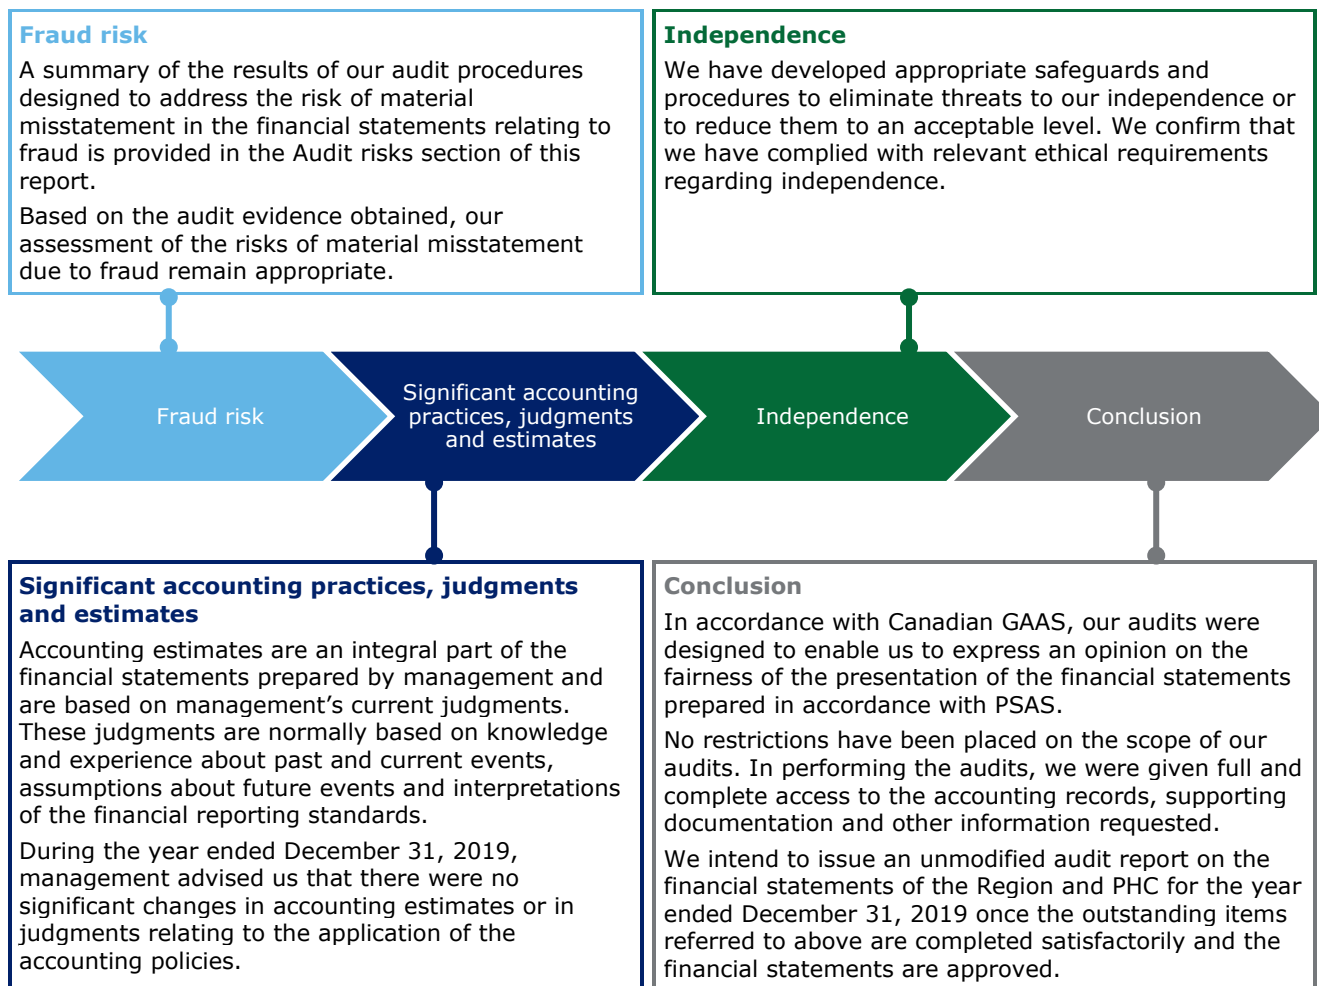 Fraud risk
A summary of the results of our audit procedures
designed to address the risk of material
misstatement in the financial statements relating to
fraud is provided in the Audit risks section of this
report.
Based on the audit evidence obtained, our
assessment of the risks of material misstatement
due to fraud remain appropriate.
Independence
We have developed appropriate safeguards and
procedures to eliminate threats to our independence or
to reduce them to an acceptable level. We confirm that
we have complied with relevant ethical requirements
regarding independence.
Fraud risk
Significant accounting
practices, judgments
and estimates
Independence
Conclusion
Significant accounting practices, judgments
and estimates
Accounting estimates are an integral part of the
financial statements prepared by management and
are based on management’s current judgments.
These judgments are normally based on knowledge
and experience about past and current events,
assumptions about future events and interpretations
of the financial reporting standards.
During the year ended December 31, 2019,
management advised us that there were no
significant changes in accounting estimates or in
judgments relating to the application of the
accounting policies.
Conclusion
In accordance with Canadian GAAS, our audits were
designed to enable us to express an opinion on the
fairness of the presentation of the financial statements
prepared in accordance with PSAS.
No restrictions have been placed on the scope of our
audits. In performing the audits, we were given full and
complete access to the accounting records, supporting
documentation and other information requested.
We intend to issue an unmodified audit report on the
financial statements of the Region and PHC for the year
ended December 31, 2019 once the outstanding items
referred to above are completed satisfactorily and the
financial statements are approved.